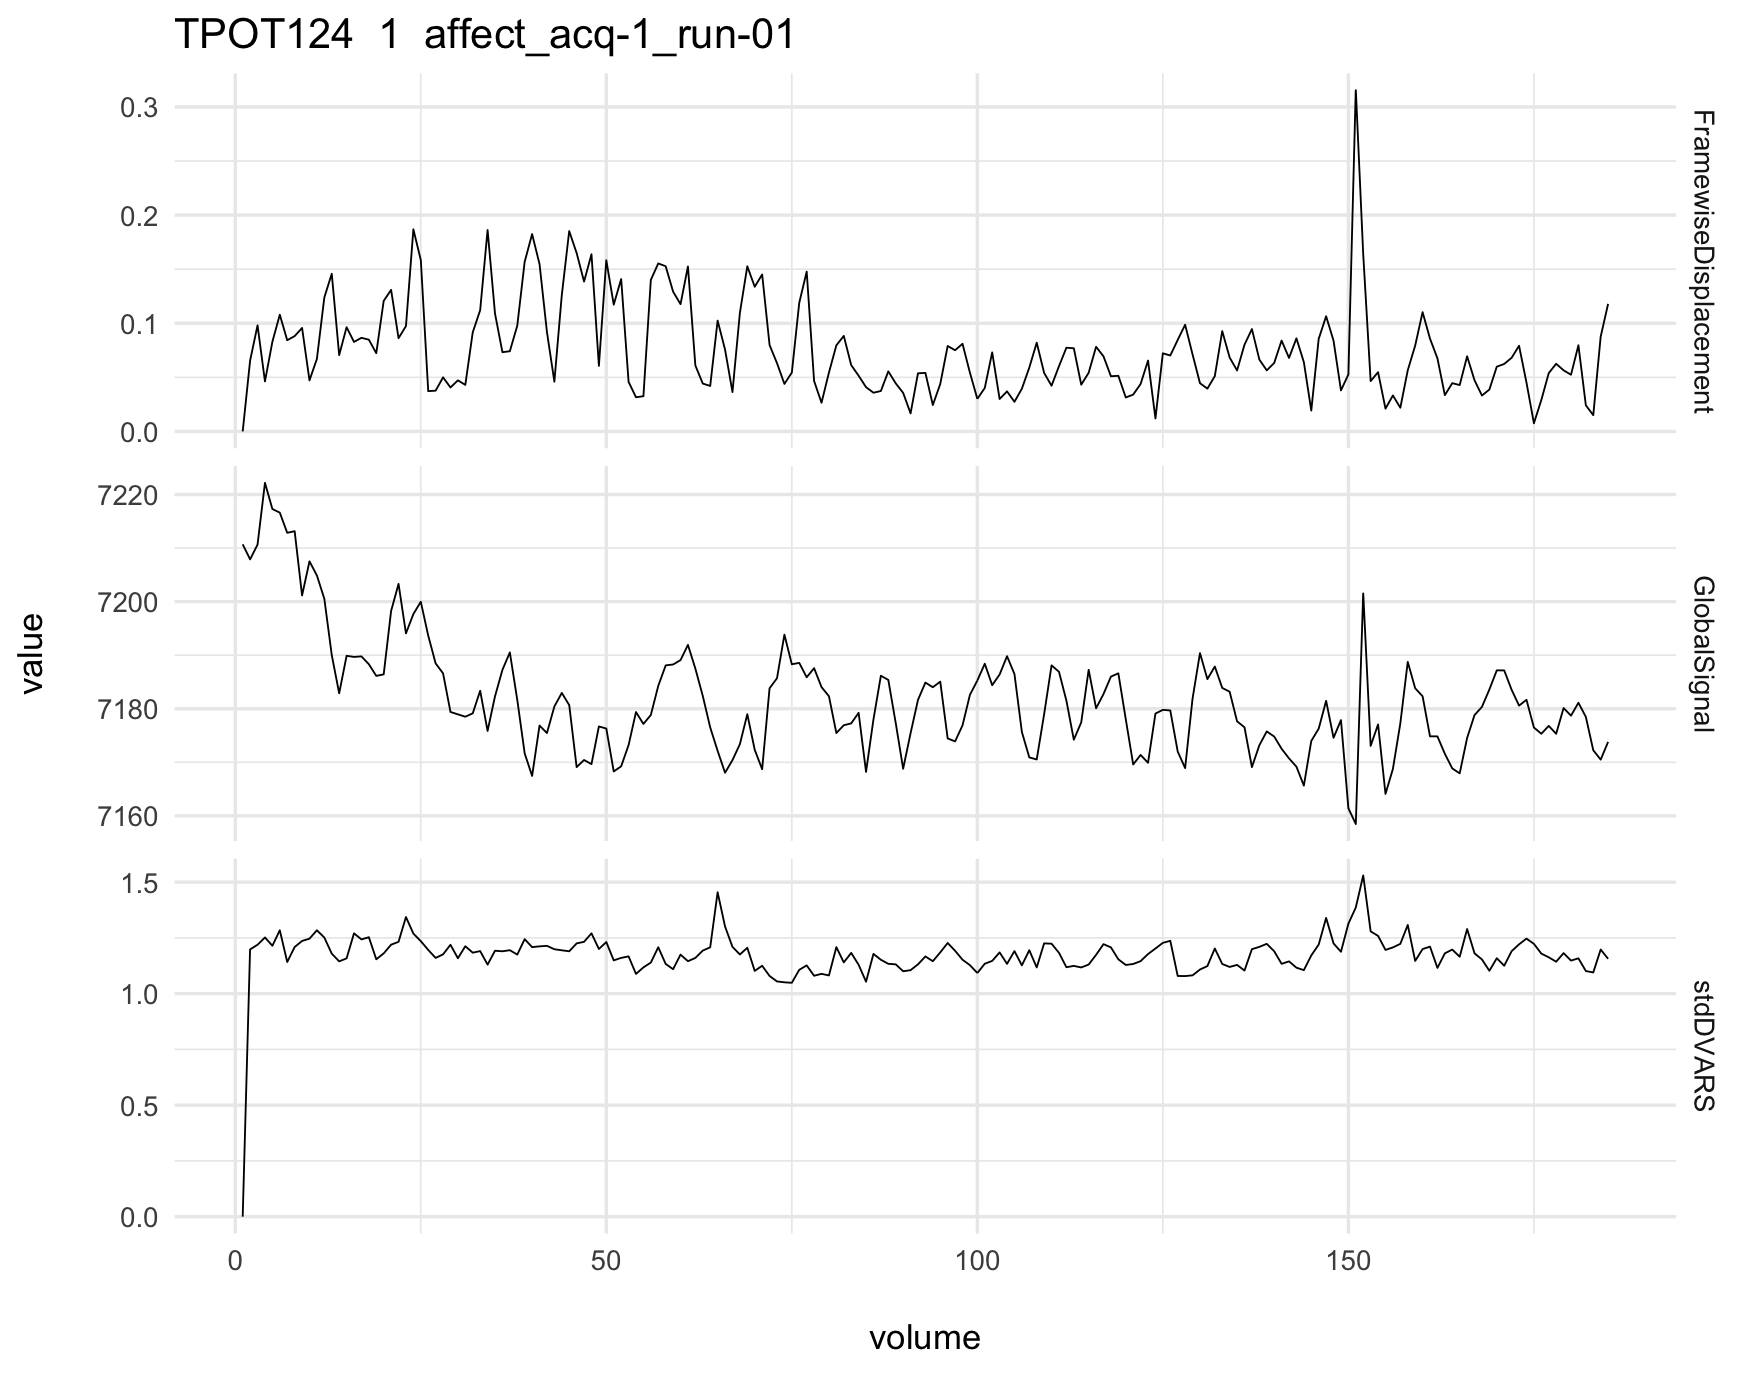 TPOT124  1  affect_acq-1_run-01
0.3
0.2
0.1
0.0
FramewiseDisplacement
7220
7200
7180
7160
GlobalSignal
value
1.5
1.0
0.5
0.0
stdDVARS
0 50 100 150
volume